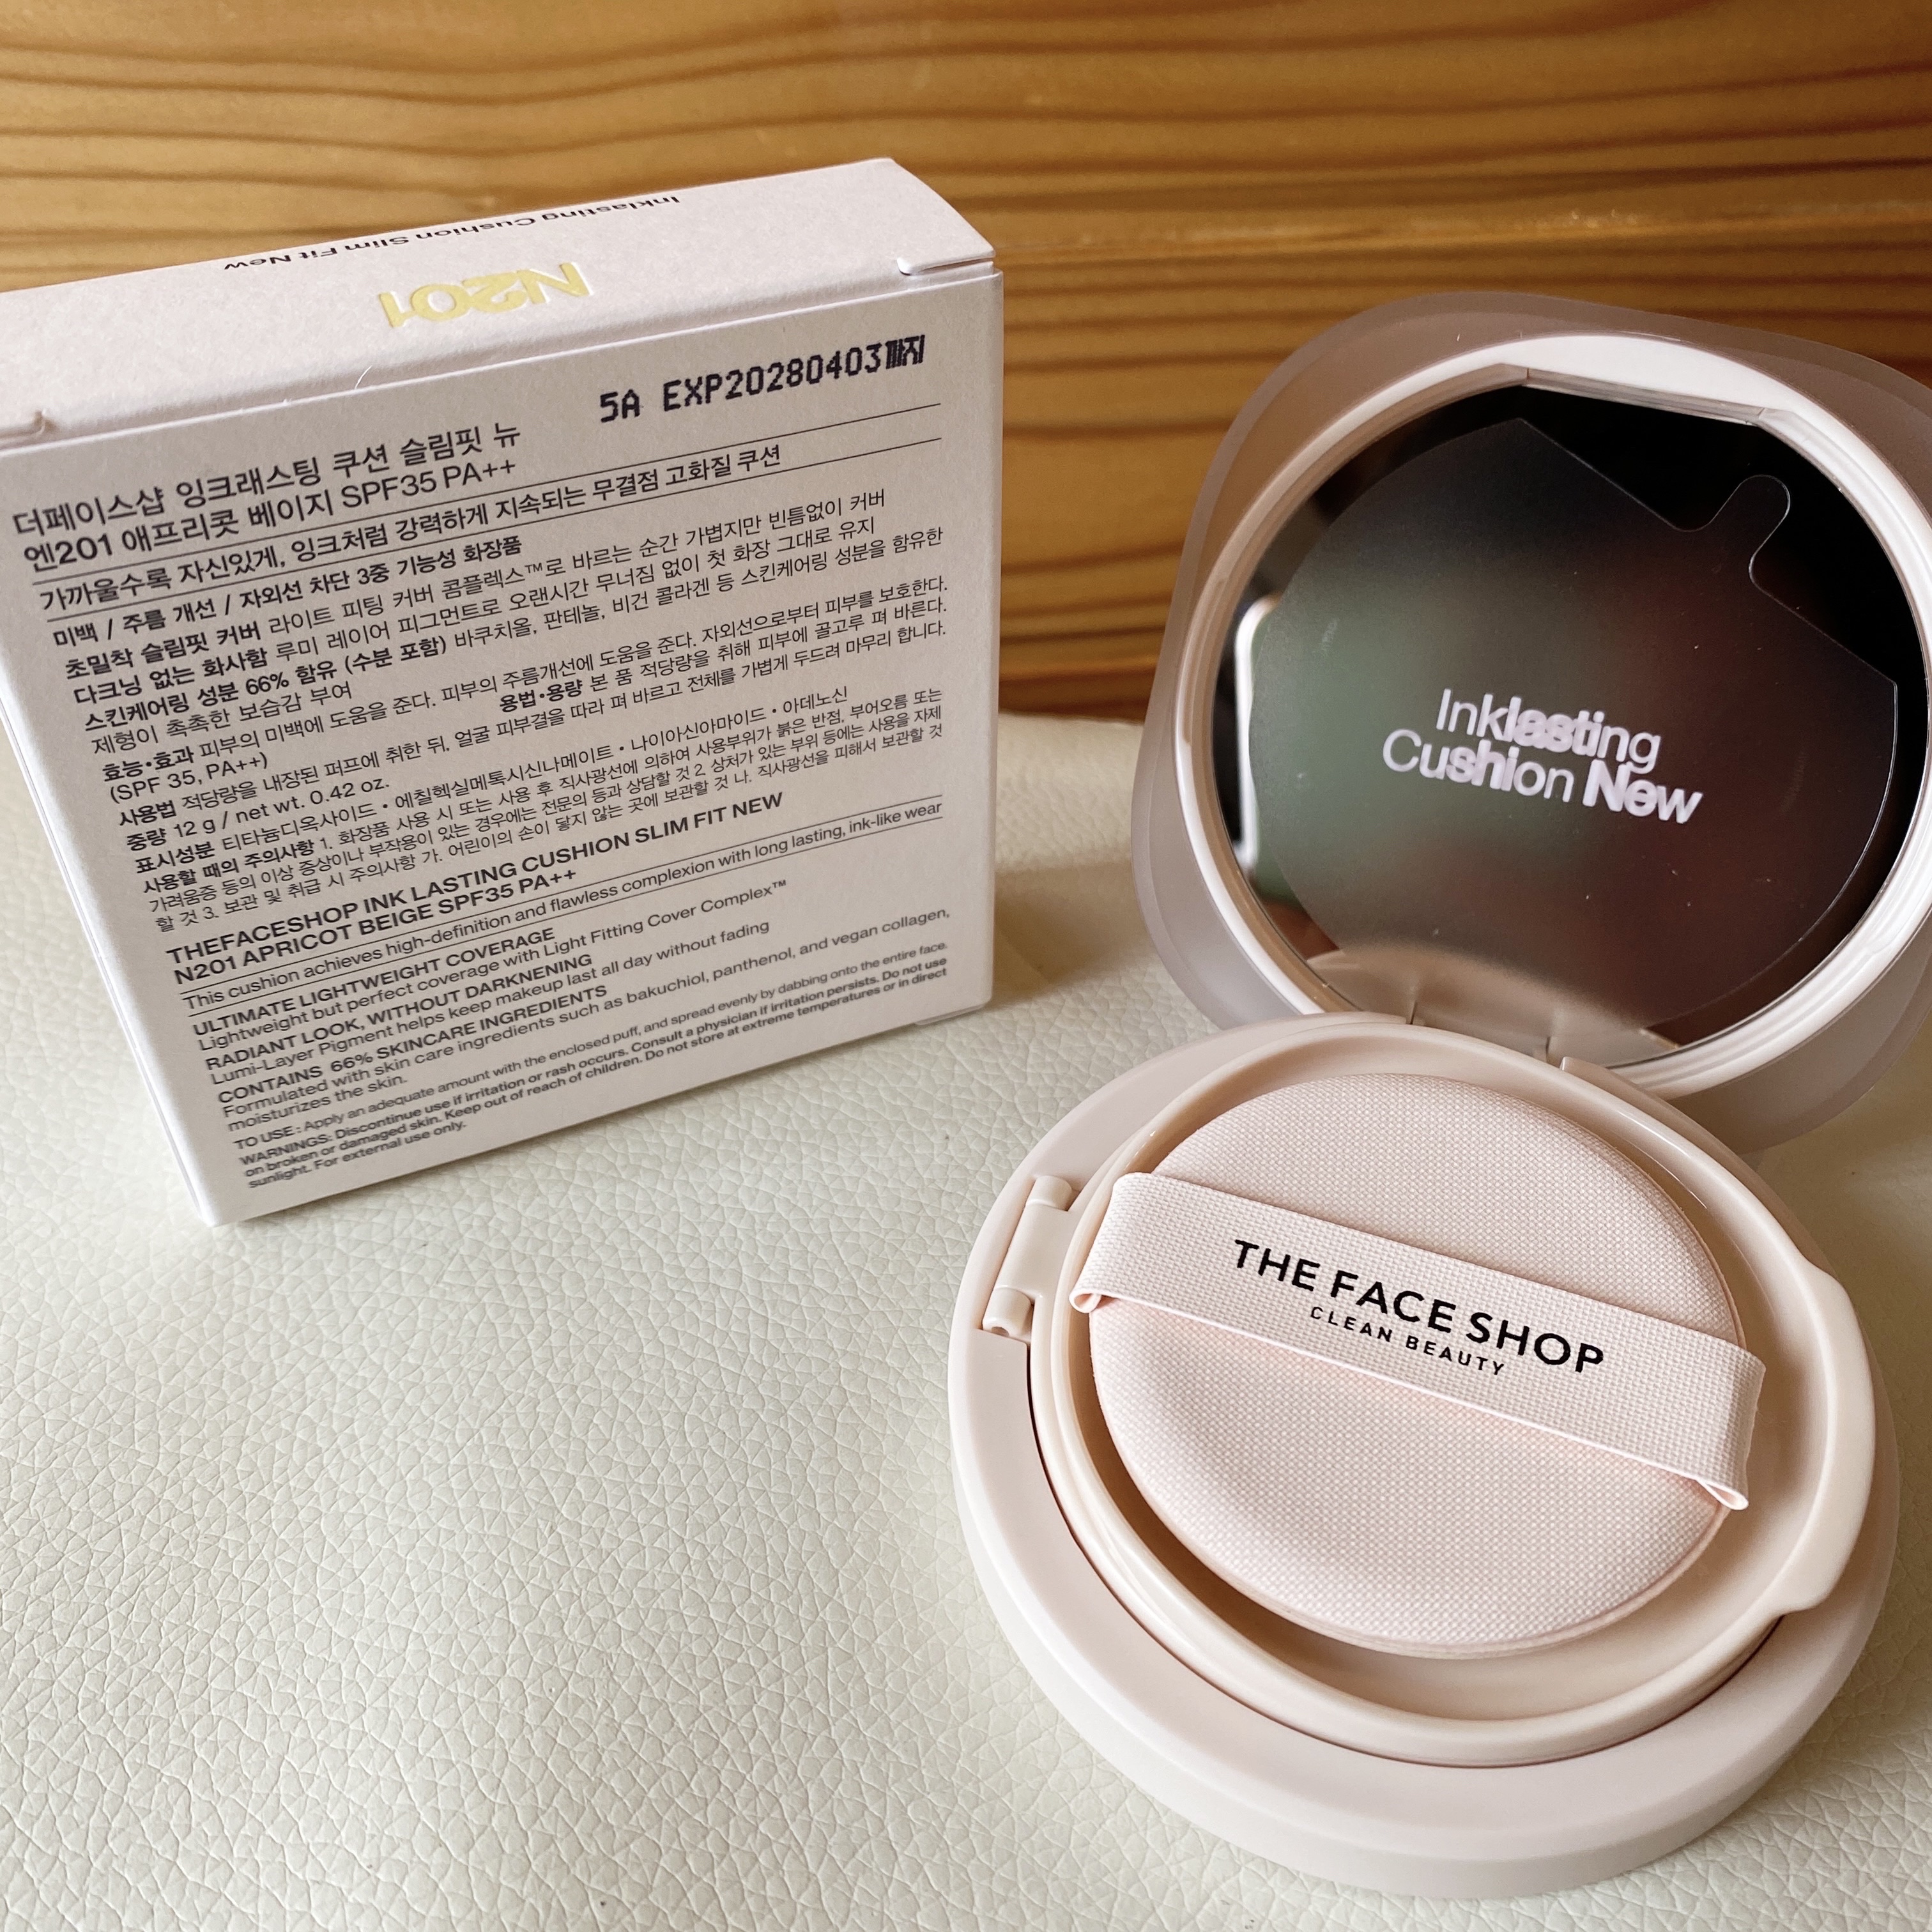 Inklasting Cushion Slim Fit New
N201
5A EXP20280403까지
더페이스샵 잉크래스팅 쿠션 슬림핏 뉴
엔201 애프리콧 베이지 SPF35 PA++
가까울수록 자신있게, 잉크처럼 강력하게 지속되는 무결점 고화질 쿠션
미백 / 주름 개선 / 자외선 차단 3중 기능성 화장품
초밀착 슬림핏 커버 라이트 피팅 커버 콤플렉스™로 바르는 순간 가볍지만 빈틈없이 커버
다크닝 없는 화사함 루미 레이어 피그먼트로 오랜시간 무너짐 없이 첫 화장 그대로 유지
스킨케어링 성분 66% 함유 (수분 포함) 바쿠치올, 판테놀, 비건 콜라겐 등 스킨케어링 성분을 함유한
제형이 촉촉한 보습감 부여
효능•효과 피부의 미백에 도움을 준다. 피부의 주름개선에 도움을 준다. 자외선으로부터 피부를 보호한다.
(SPF 35, PA++) 용법•용량 본 품 적당량을 취해 피부에 골고루 펴 바른다.
사용법 적당량을 내장된 퍼프에 취한 뒤, 얼굴 피부결을 따라 펴 바르고 전체를 가볍게 두드려 마무리 합니다.
중량 12 g / net wt. 0.42 oz.
표시성분 티타늄디옥사이드 • 에칠헥실메톡시신나메이트 • 나이아신아마이드 • 아데노신
사용할 때의 주의사항 1. 화장품 사용 시 또는 사용 후 직사광선에 의하여 사용부위가 붉은 반점, 부어오름 또는
가려움증 등의 이상 증상이나 부작용이 있는 경우에는 전문의 등과 상담할 것 2. 상처가 있는 부위 등에는 사용을 자제
할 것 3. 보관 및 취급 시 주의사항 가. 어린이의 손이 닿지 않는 곳에 보관할 것 나. 직사광선을 피해서 보관할 것
THEFACESHOP INK LASTING CUSHION SLIM FIT NEW
N201 APRICOT BEIGE SPF35 PA++
This cushion achieves high-definition and flawless complexion with long lasting, ink-like wear
ULTIMATE LIGHTWEIGHT COVERAGE
Lightweight but perfect coverage with Light Fitting Cover Complex™
RADIANT LOOK, WITHOUT DARKNENING
Lumi-Layer Pigment helps keep makeup last all day without fading
CONTAINS 66% SKINCARE INGREDIENTS
Formulated with skin care ingredients such as bakuchiol, panthenol, and vegan collagen,
moisturizes the skin.
TO USE : Apply an adequate amount with the enclosed puff, and spread evenly by dabbing onto the entire face.
WARNINGS: Discontinue use if irritation or rash occurs. Consult a physician if irritation persists. Do not use
on broken or damaged skin. Keep out of reach of children. Do not store at extreme temperatures or in direct
sunlight. For external use only.
Inklasting
Cushion New
THE FACE SHOP
CLEAN BEAUTY